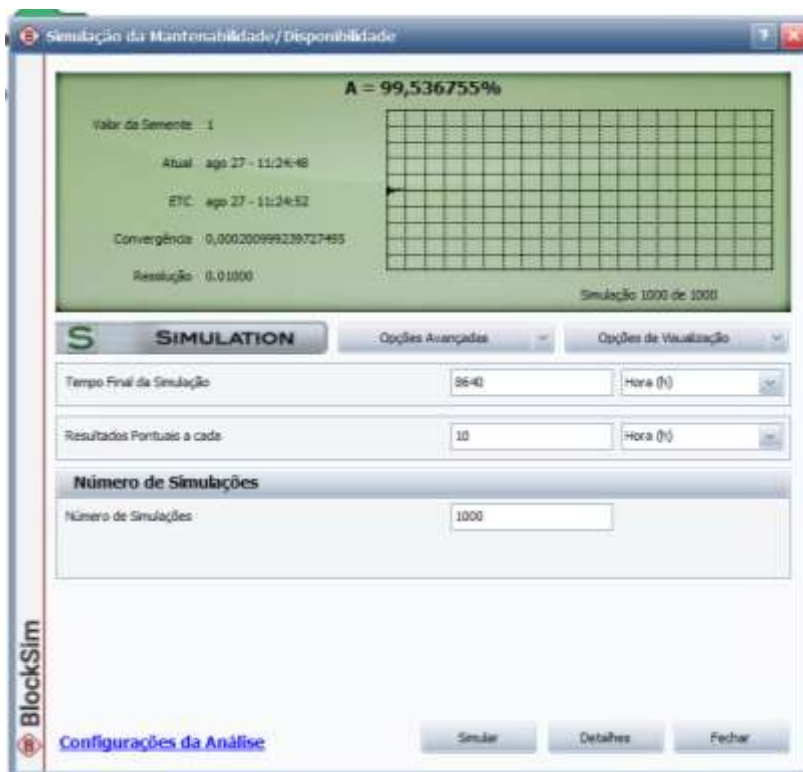 Simulação da Mantenabilidade/Disponibilidade
A = 99,536755%
Valor da Semente 1
Atual ago 27 - 11:24:48
ETC ago 27 - 11:24:52
Convergência 0,000200999239727455
Resolução 0.01000
Simulação 1000 de 1000
S SIMULATION
Opções Avançadas
Opções de Visualização
Tempo Final da Simulação 8640 Hora (h)
Resultados Pontuais a cada 10 Hora (h)
Número de Simulações
Número de Simulações 1000
BlockSim
Configurações da Análise
Simular
Detalhes
Fechar